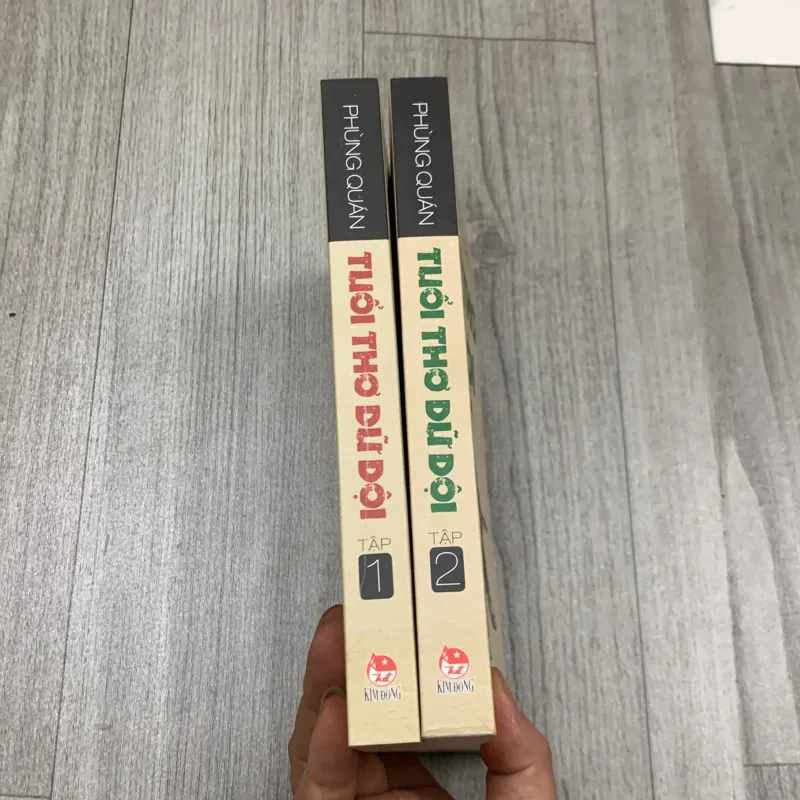 PHÙNG QUÁN
TUỔI THƠ DỮ DỘI
TẬP
1
KIM ĐỒNG
PHÙNG QUÁN
TUỔI THƠ DỮ DỘI
TẬP
2
KIM ĐỒNG